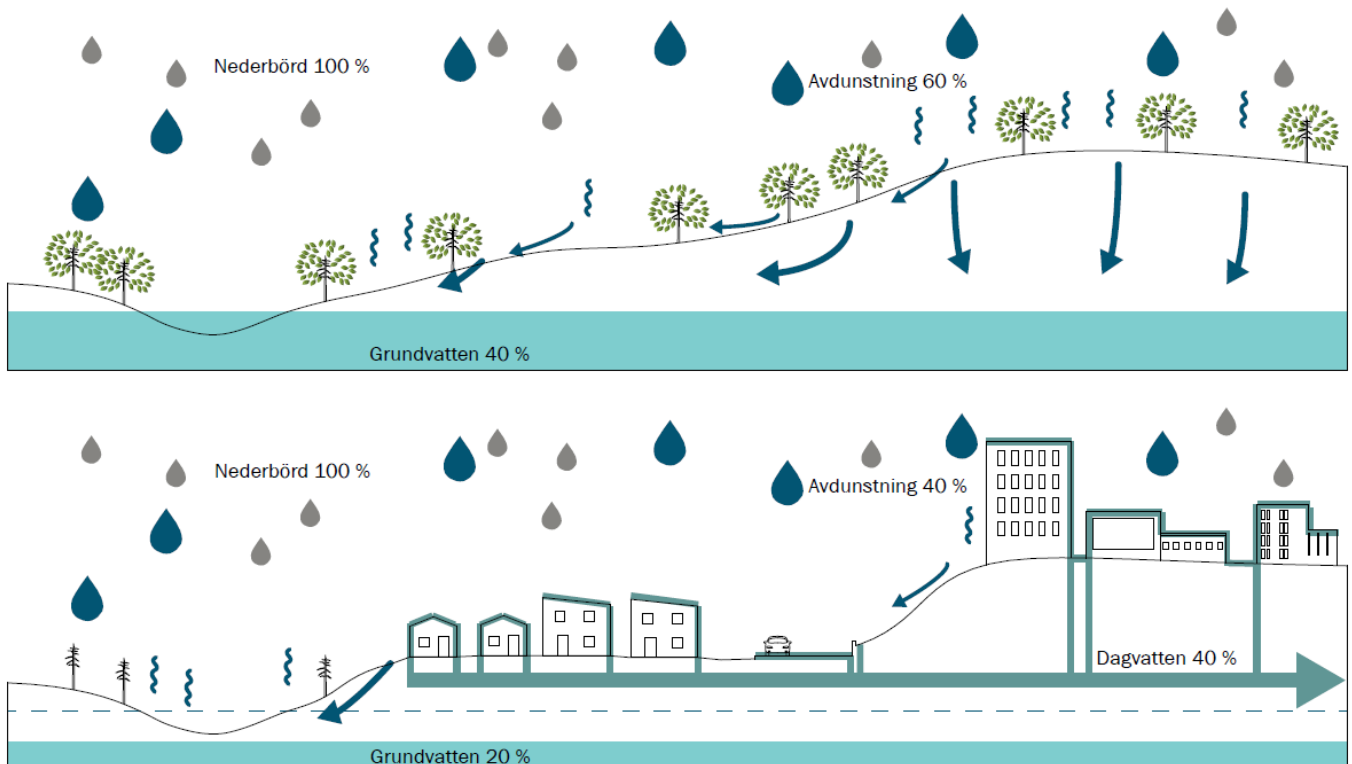 Nederbörd 100 %
Avdunstning 60 %
Grundvatten 40 %
Nederbörd 100 %
Avdunstning 40 %
Dagvatten 40 %
Grundvatten 20 %